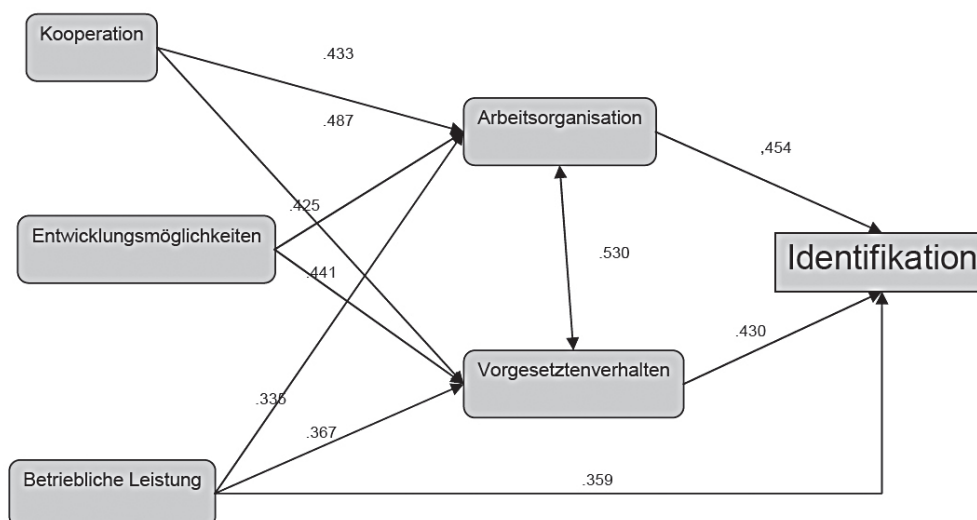 Kooperation
.433
Arbeitsorganisation
.487
,454
.425
Entwicklungsmöglichkeiten
Identifikation
.530
.441
.430
Vorgesetztenverhalten
.335
.367
Betriebliche Leistung
.359